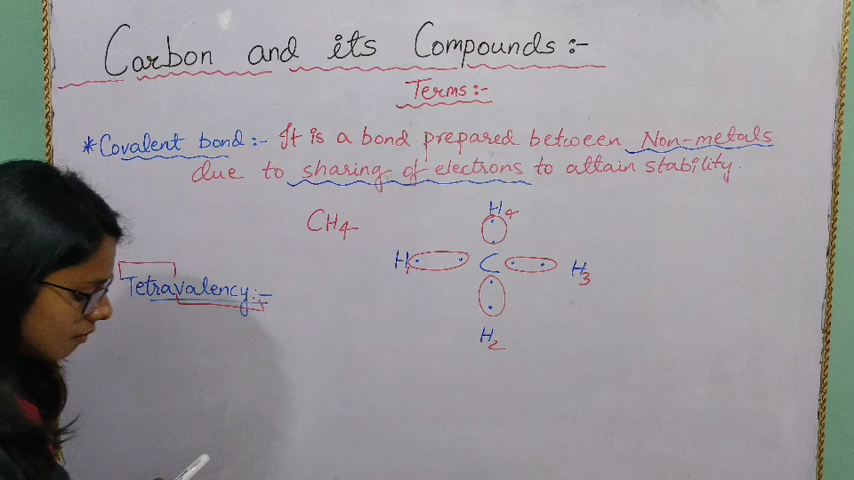 Carbon and its Compounds:-
Terms:-
*Covalent bond:- It is a bond prepared between Non-metals
due to sharing of electrons to attain stability.
CH4
H4
H1 C H3
H2
Tetravalency:-